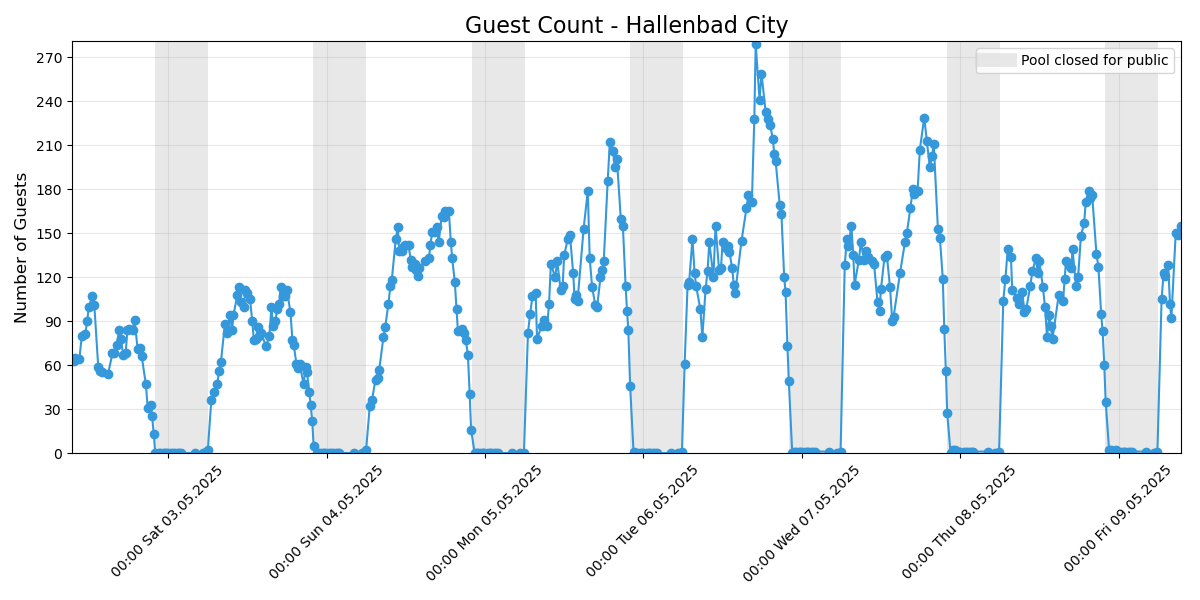 Guest Count - Hallenbad City
Pool closed for public
Number of Guests
270
240
210
180
150
120
90
60
30
0
00:00 Sat 03.05.2025
00:00 Sun 04.05.2025
00:00 Mon 05.05.2025
00:00 Tue 06.05.2025
00:00 Wed 07.05.2025
00:00 Thu 08.05.2025
00:00 Fri 09.05.2025